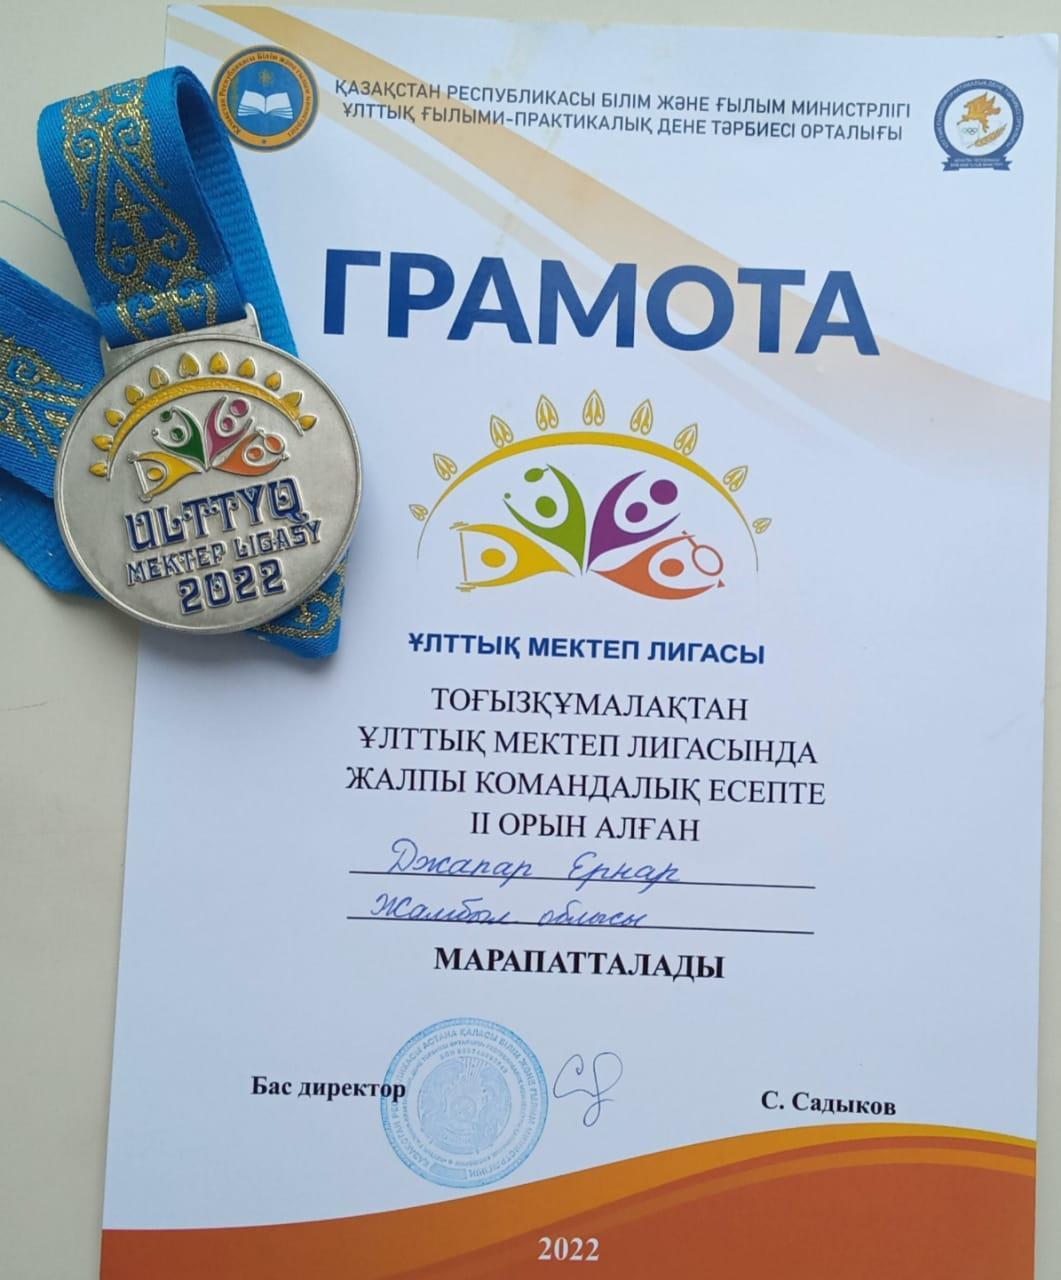 ҚАЗАҚСТАН РЕСПУБЛИКАСЫ БІЛІМ ЖӘНЕ ҒЫЛЫМ МИНИСТРЛІГІ
ҰЛТТЫҚ ҒЫЛЫМИ-ПРАКТИКАЛЫҚ ДЕНЕ ТӘРБИЕСІ ОРТАЛЫҒЫ
ГРАМОТА
ULTTYQ
MEKTEP LIGASY
2022
ҰЛТТЫҚ МЕКТЕП ЛИГАСЫ
ТОҒЫЗҚҰМАЛАҚТАН
ҰЛТТЫҚ МЕКТЕП ЛИГАСЫНДА
ЖАЛПЫ КОМАНДАЛЫҚ ЕСЕПТЕ
II ОРЫН АЛҒАН
Джапар Ернар
Жамбыл облысы
МАРАПАТТАЛАДЫ
Бас директор
С. Садыков
2022